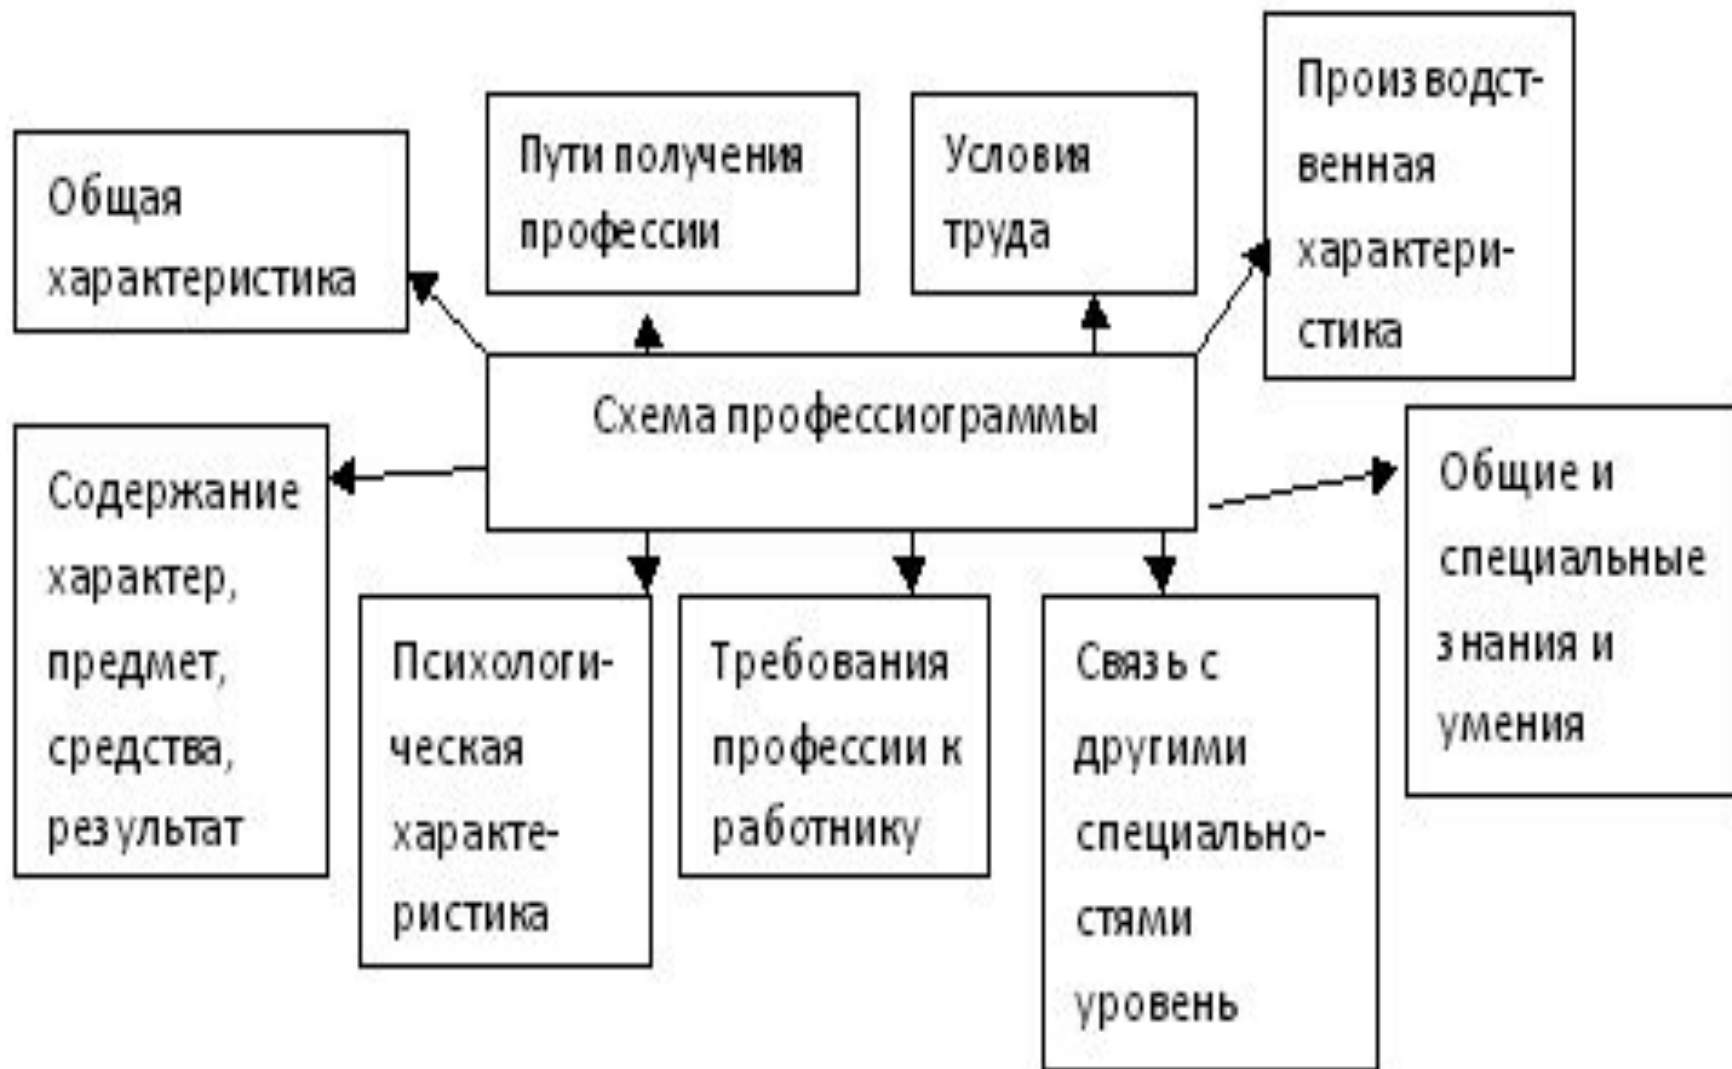 Общая
характеристика
Пути получения
профессии
Условия
труда
Производст-
венная
характери-
стика
Схема профессиограммы
Содержание
характер,
предмет,
средства,
результат
Психологи-
ческая
характе-
ристика
Требования
профессии к
работнику
Связь с
другими
специально-
стями
уровень
Общие и
специальные
знания и
умения